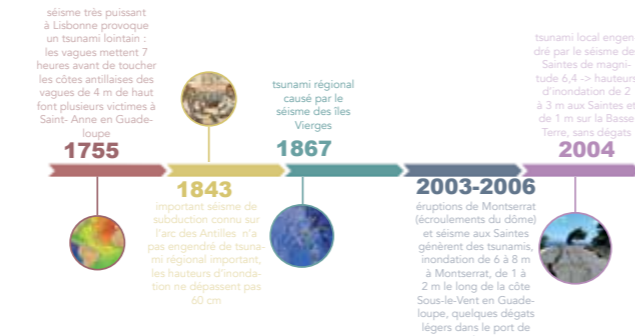 séisme très puissant
à Lisbonne provoque
un tsunami lointain :
les vagues mettent 7
heures avant de toucher
les côtes antillaises des
vagues de 4 m de haut
font plusieurs victimes à
Saint- Anne en Guade-
loupe
1755
1843
important séisme de
subduction connu sur
l'arc des Antilles n'a
pas engendré de tsuna-
mi régional important,
les hauteurs d'inonda-
tion ne dépassent pas
60 cm
tsunami régional
causé par le
séisme des îles
Vierges
1867
2003-2006
éruptions de Montserrat
(écroulements du dôme)
et séisme aux Saintes
génèrent des tsunamis,
inondation de 6 à 8 m
à Montserrat, de 1 à
2 m le long de la côte
Sous-le-Vent en Guade-
loupe, quelques dégâts
légers dans le port de
tsunami local engen
dré par le séisme de
Saintes de magni-
tude 6,4 -> hauteurs
d'inondation de 2
à 3 m aux Saintes et
de 1 m sur la Basse
Terre, sans dégâts
2004